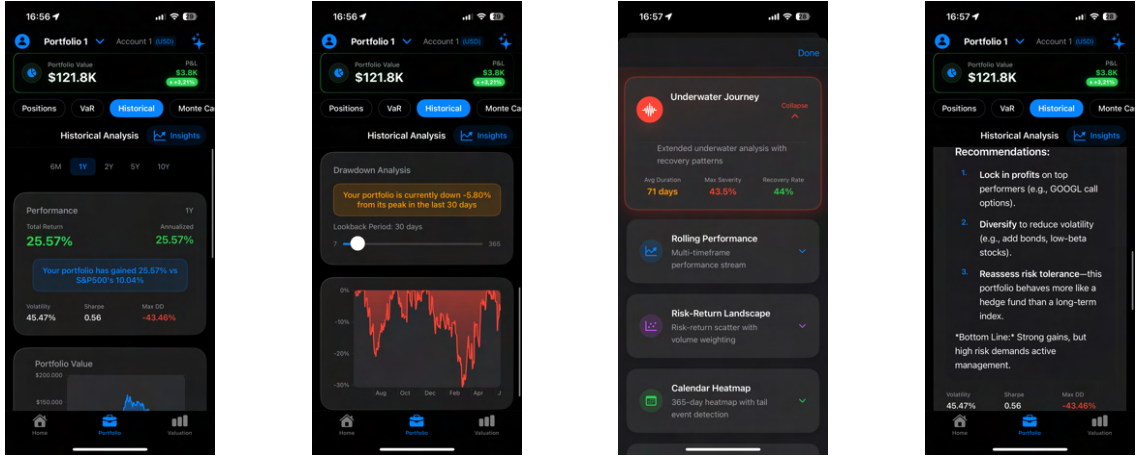 16:56
Portfolio 1
Account 1 (USD)
Portfolio Value
$121.8K
P&L
$3.8K
+3,21%
Positions
VaR
Historical
Monte Ca
Historical Analysis
Insights
6M
1Y
2Y
5Y
10Y
Performance
1Y
Total Return
Annualized
25.57%
25.57%
Your portfolio has gained 25.57% vs
S&P500's 10.04%
Volatility
Sharpe
Max DD
45.47%
0.56
-43.46%
Portfolio Value
$200.000
$150.000
Home
Portfolio
Valuation
16:56
Portfolio 1
Account 1 (USD)
Portfolio Value
$121.8K
P&L
$3.8K
+3,21%
Positions
VaR
Historical
Monte Ca
Historical Analysis
Insights
Drawdown Analysis
Your portfolio is currently down -5.80%
from its peak in the last 30 days
Lookback Period: 30 days
7
365
0%
-10%
-20%
-30%
Aug
Oct
Dec
Feb
Apr
J
Home
Portfolio
Valuation
16:57
Done
Underwater Journey
Collapse
Extended underwater analysis with
recovery patterns
Avg Duration
Max Severity
Recovery Rate
71 days
43.5%
44%
Rolling Performance
Multi-timeframe
performance stream
Risk-Return Landscape
Risk-return scatter with
volume weighting
Calendar Heatmap
365-day heatmap with tail
event detection
16:57
Portfolio 1
Account 1 (USD)
Portfolio Value
$121.8K
P&L
$3.8K
+3,21%
Positions
VaR
Historical
Monte Ca
Historical Analysis
Insights
Recommendations:
1. Lock in profits on top
performers (e.g., GOOGL call
options).
2. Diversify to reduce volatility
(e.g., add bonds, low-beta
stocks).
3. Reassess risk tolerance—this
portfolio behaves more like a
hedge fund than a long-term
index.
*Bottom Line:* Strong gains, but
high risk demands active
management.
Volatility
Sharpe
Max DD
45.47%
0.56
-43.46%
Home
Portfolio
Valuation